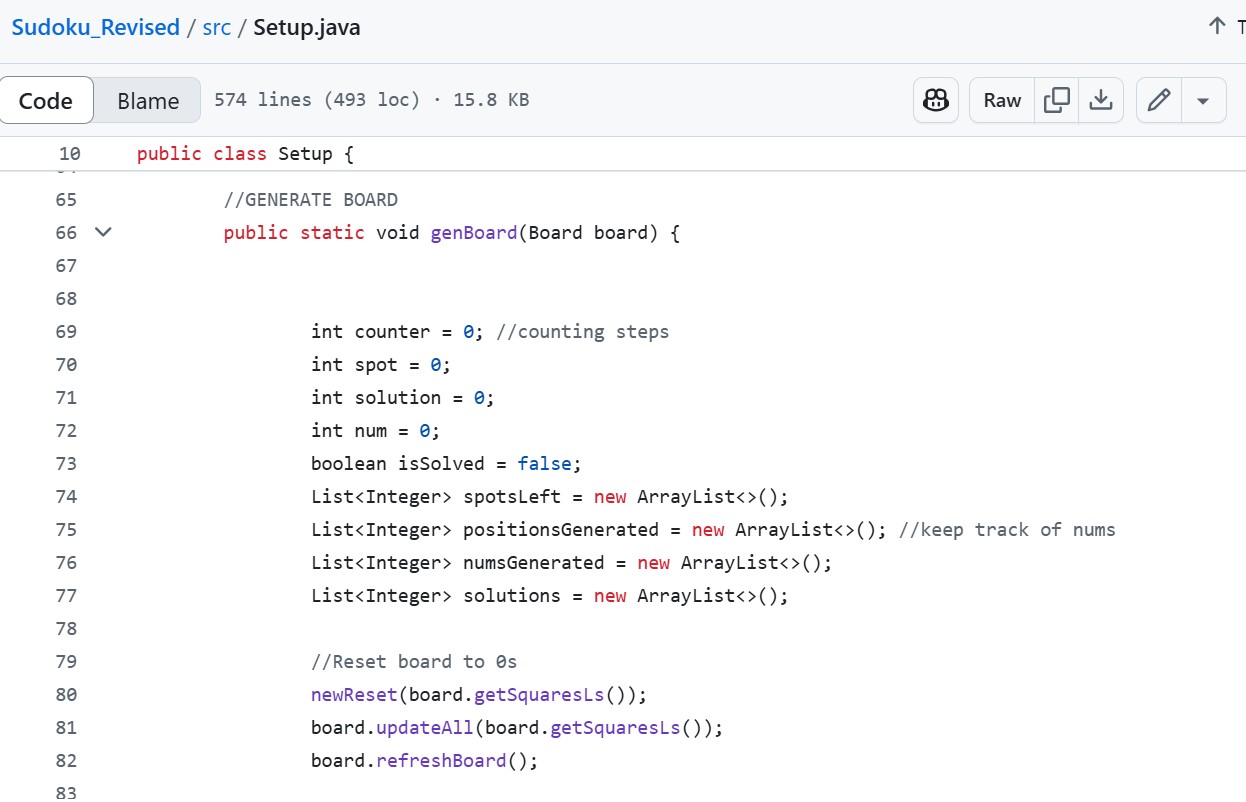 Sudoku_Revised / src / Setup.java
Code Blame 574 lines (493 loc) · 15.8 KB Raw
10 public class Setup {
65 //GENERATE BOARD
66 public static void genBoard(Board board) {
67
68
69 int counter = 0; //counting steps
70 int spot = 0;
71 int solution = 0;
72 int num = 0;
73 boolean isSolved = false;
74 List<Integer> spotsLeft = new ArrayList<>();
75 List<Integer> positionsGenerated = new ArrayList<>(); //keep track of nums
76 List<Integer> numsGenerated = new ArrayList<>();
77 List<Integer> solutions = new ArrayList<>();
78
79 //Reset board to 0s
80 newReset(board.getSquaresLs());
81 board.updateAll(board.getSquaresLs());
82 board.refreshBoard();
83